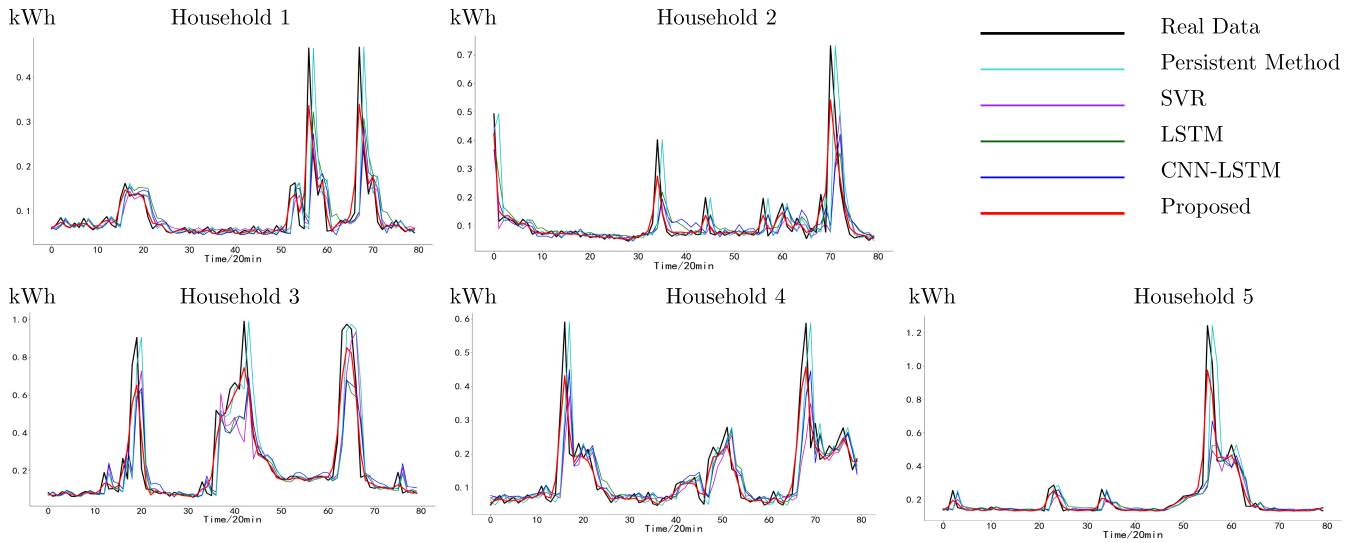 kWh Household 1
0.4
0.3
0.2
0.1
0 10 20 30 40 50 60 70 80
Time/20min
kWh Household 2
0.7
0.6
0.5
0.4
0.3
0.2
0.1
0 10 20 30 40 50 60 70 80
Time/20min
Real Data
Persistent Method
SVR
LSTM
CNN-LSTM
Proposed
kWh Household 3
1.0
0.8
0.6
0.4
0.2
0 10 20 30 40 50 60 70 80
Time/20min
kWh Household 4
0.6
0.5
0.4
0.3
0.2
0.1
0 10 20 30 40 50 60 70 80
Time/20min
kWh Household 5
1.2
1.0
0.8
0.6
0.4
0.2
0 10 20 30 40 50 60 70 80
Time/20min